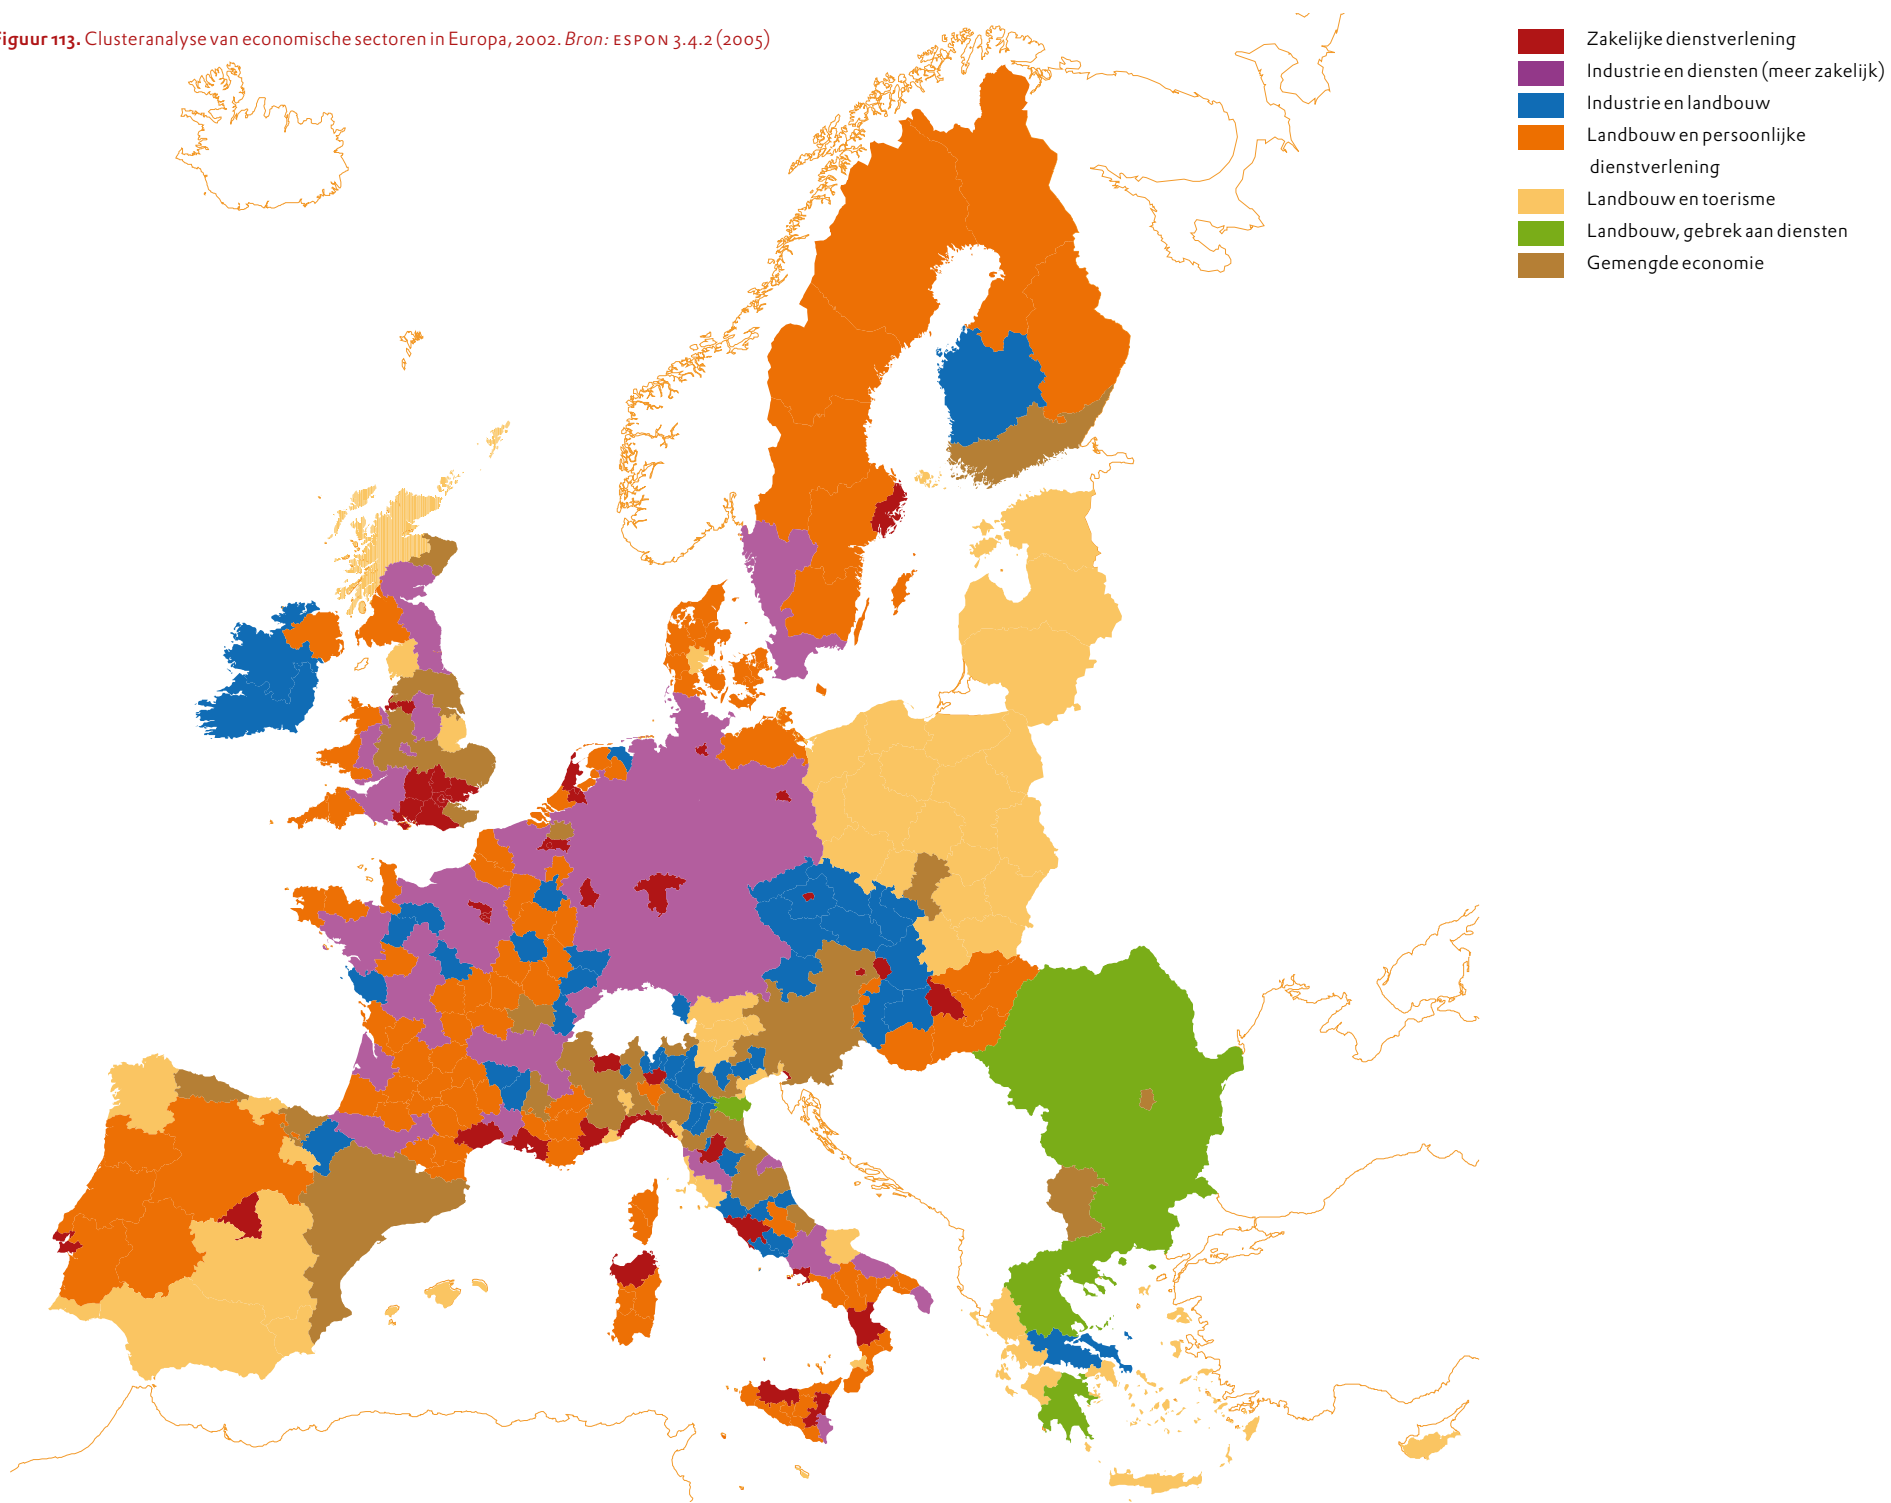 Figuur 113. Clusteranalyse van economische sectoren in Europa, 2002. Bron: ESPON 3.4.2 (2005)
Zakelijke dienstverlening
Industrie en diensten (meer zakelijk)
Industrie en landbouw
Landbouw en persoonlijke
dienstverlening
Landbouw en toerisme
Landbouw, gebrek aan diensten
Gemengde economie